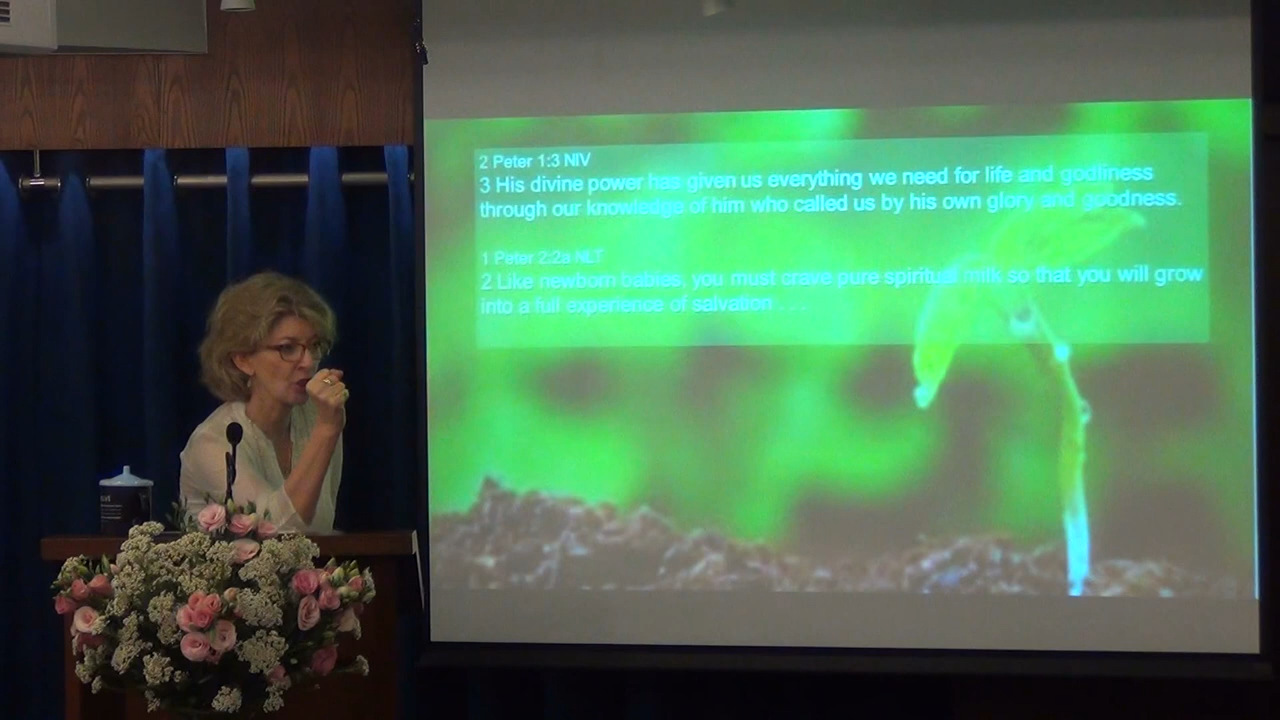 2 Peter 1:3 NIV
3 His divine power has given us everything we need for life and godliness
through our knowledge of him who called us by his own glory and goodness.
1 Peter 2:2a NLT
2 Like newborn babies, you must crave pure spiritual milk so that you will grow
into a full experience of salvation . . .